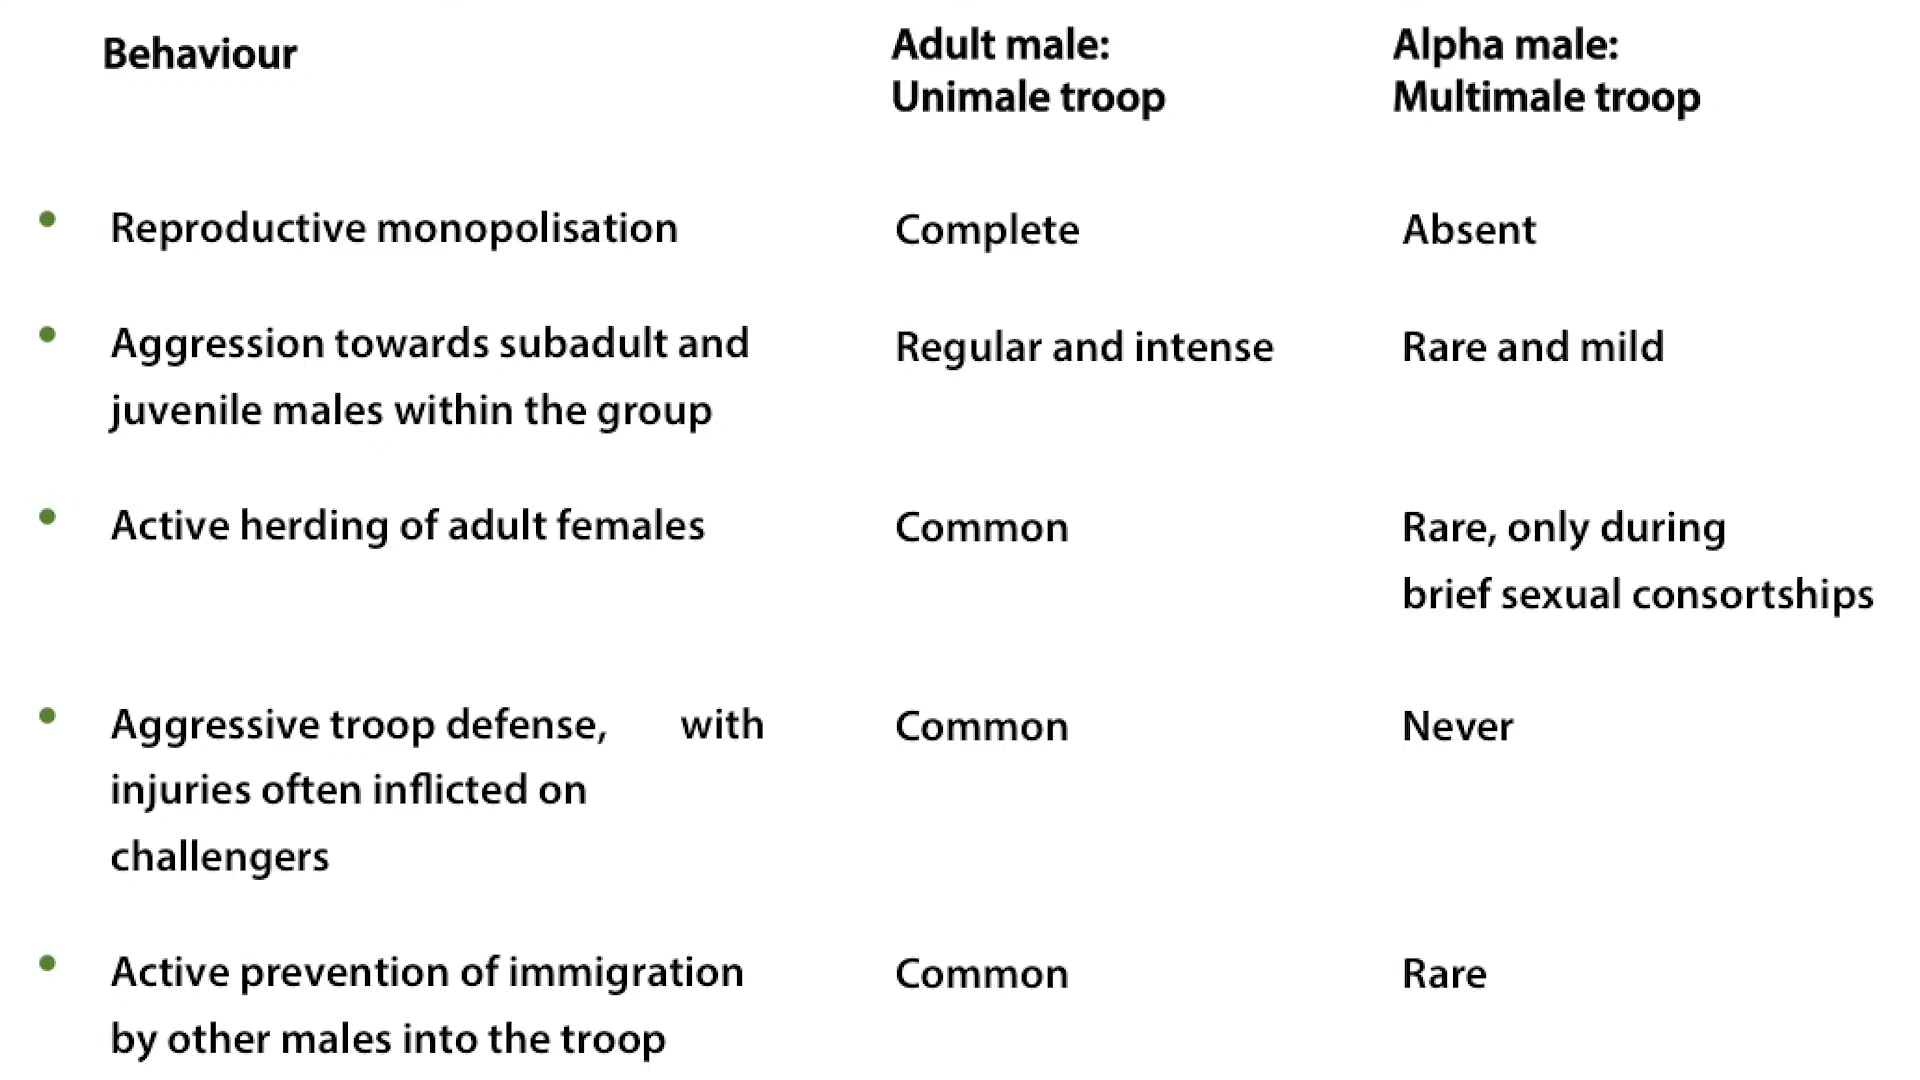 Behaviour
Adult male:
Unimale troop
Alpha male:
Multimale troop
Reproductive monopolisation
Complete
Absent
Aggression towards subadult and
juvenile males within the group
Regular and intense
Rare and mild
Active herding of adult females
Common
Rare, only during
brief sexual consortships
Aggressive troop defense, with
injuries often inflicted on
challengers
Common
Never
Active prevention of immigration
by other males into the troop
Common
Rare